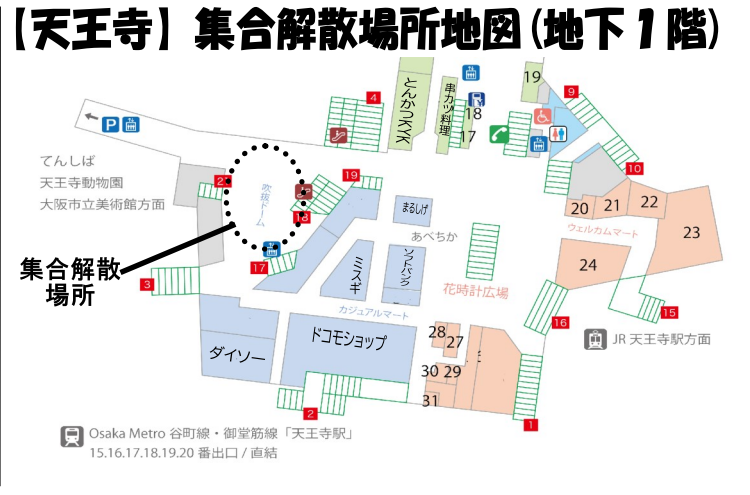 【天王寺】集合解散場所地図(地下1階)
4
とんかつKYK
串カツ料理
18
17
19
9
P
てんしば
天王寺動物園
大阪市立美術館方面
2
吹抜ドーム
19
18
10
まるしげ
20
21
22
23
あべちか
ウェルカムマート
集合解散
場所
17
3
ミスギ
ソフトバンク
花時計広場
24
カジュアルマート
16
15
JR 天王寺駅方面
ダイソー
ドコモショップ
28
27
30
29
31
2
1
Osaka Metro 谷町線・御堂筋線「天王寺駅」
15.16.17.18.19.20 番出口 / 直結